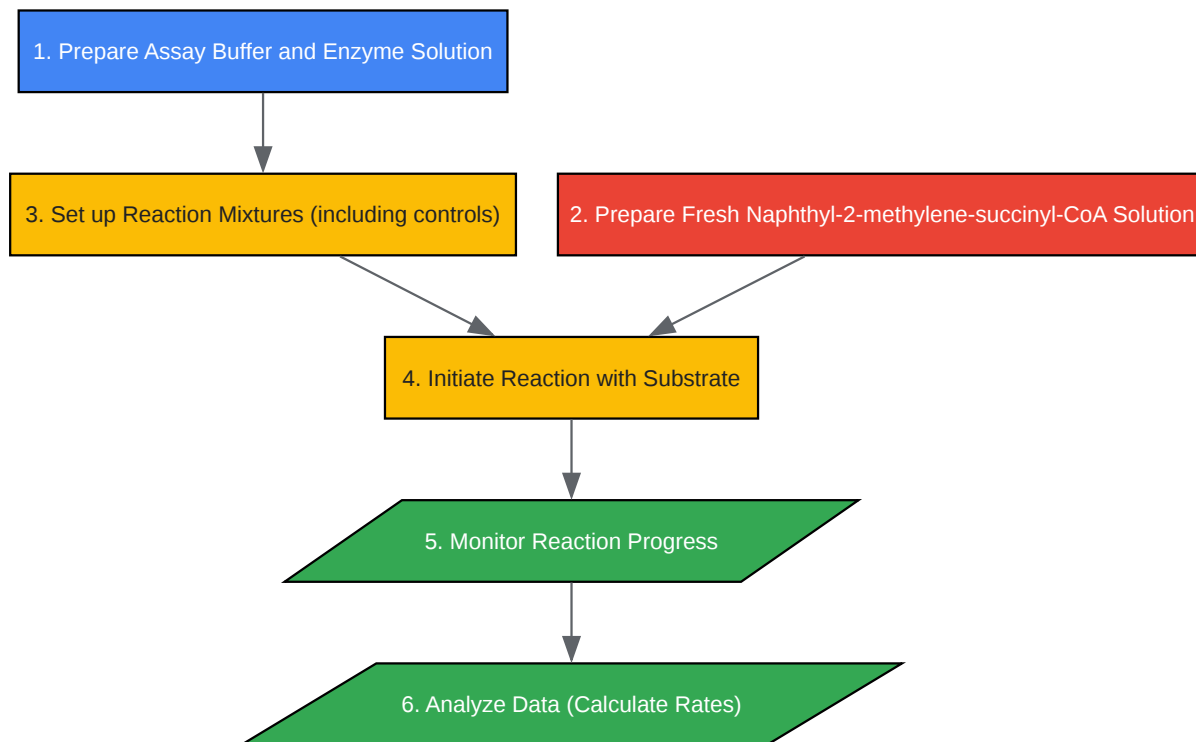 1. Prepare Assay Buffer and Enzyme Solution
3. Set up Reaction Mixtures (including controls)
2. Prepare Fresh Naphthyl-2-methylene-succinyl-CoA Solution
4. Initiate Reaction with Substrate
5. Monitor Reaction Progress
6. Analyze Data (Calculate Rates)